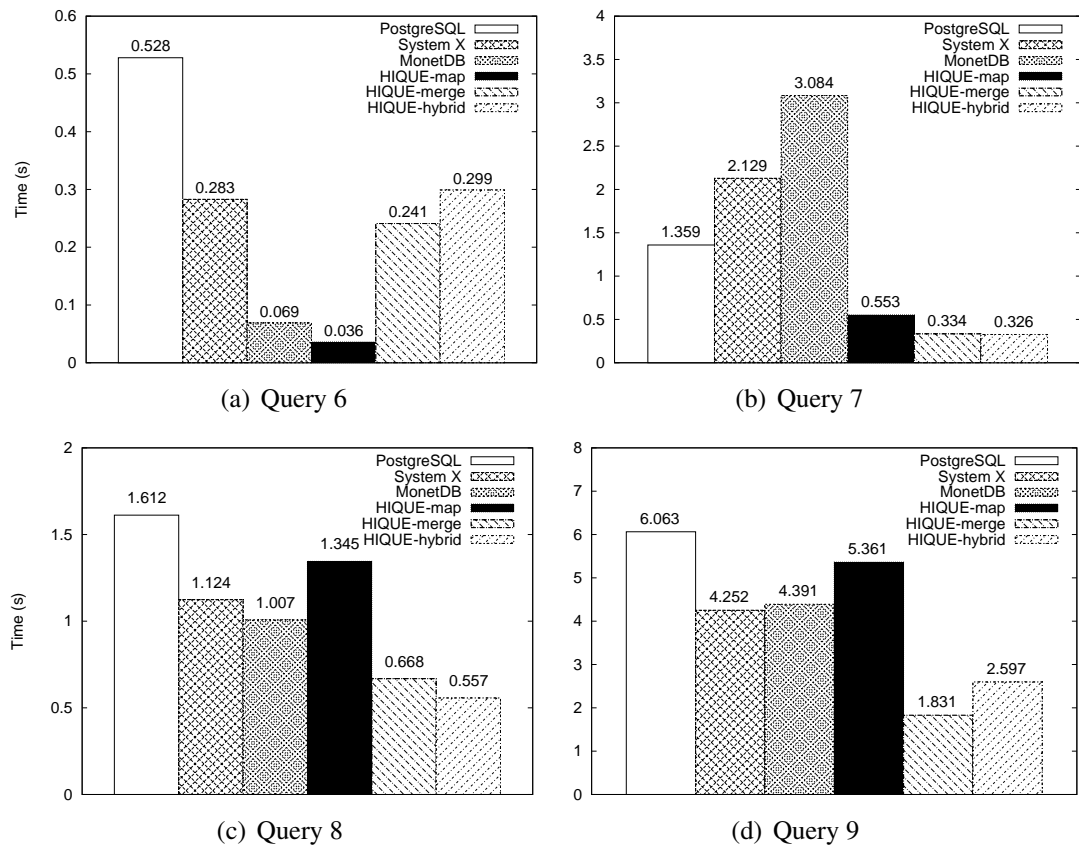 0.6
0.5
0.4
0.3
0.2
0.1
0
Time (s)
PostgreSQL
System X
MonetDB
HIQUE-map
HIQUE-merge
HIQUE-hybrid
0.528
0.283
0.069
0.036
0.241
0.299
(a) Query 6
4
3.5
3
2.5
2
1.5
1
0.5
0
PostgreSQL
System X
MonetDB
HIQUE-map
HIQUE-merge
HIQUE-hybrid
1.359
2.129
3.084
0.553
0.334
0.326
(b) Query 7
2
1.5
1
0.5
0
Time (s)
PostgreSQL
System X
MonetDB
HIQUE-map
HIQUE-merge
HIQUE-hybrid
1.612
1.124
1.007
1.345
0.668
0.557
(c) Query 8
8
7
6
5
4
3
2
1
0
PostgreSQL
System X
MonetDB
HIQUE-map
HIQUE-merge
HIQUE-hybrid
6.063
4.252
4.391
5.361
1.831
2.597
(d) Query 9